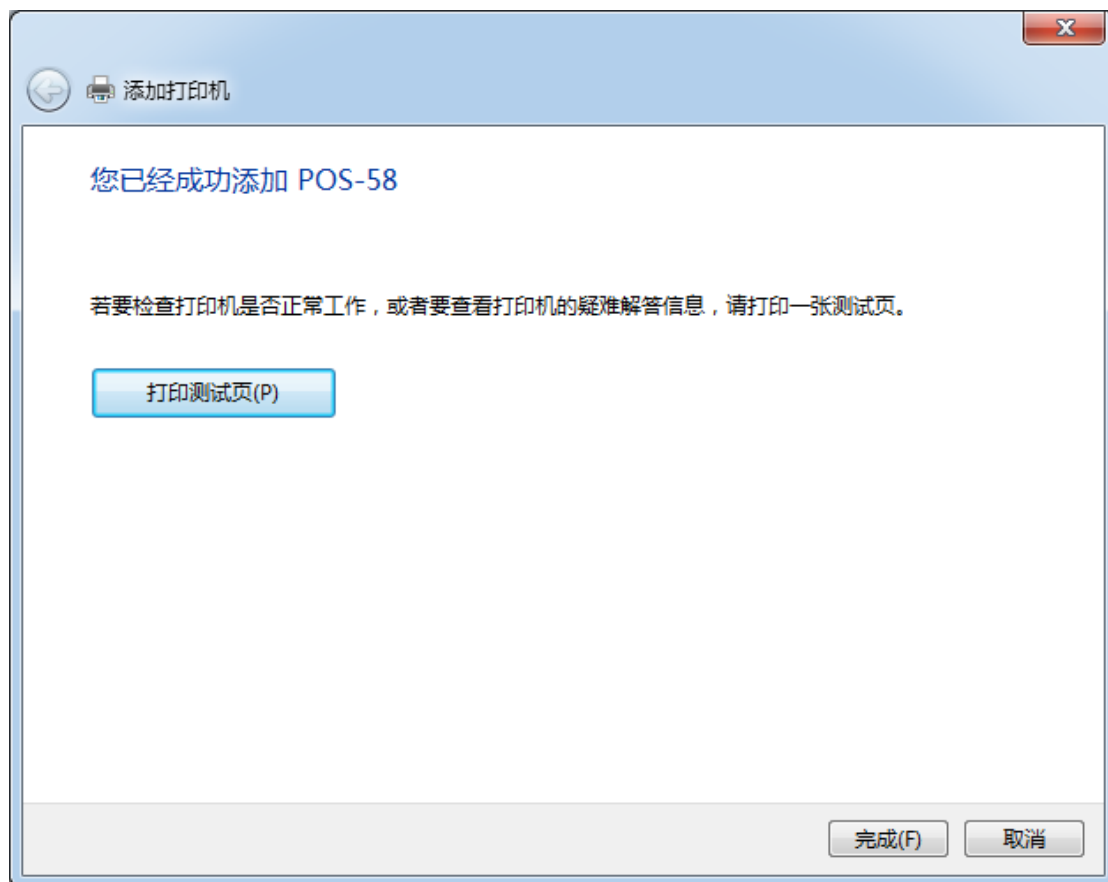 添加打印机
您已经成功添加 POS-58
若要检查打印机是否正常工作，或者要查看打印机的疑难解答信息，请打印一张测试页。
打印测试页(P)
完成(F)
取消